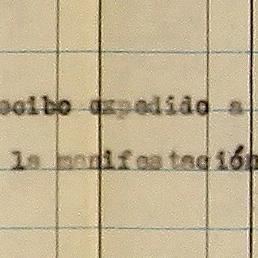 ecibo expedido a
la manifestación